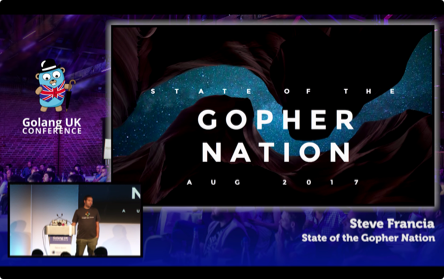 Golang UK
CONFERENCE
STATE OF THE
GOPHER
NATION
AUG 2017
Steve Francia
State of the Gopher Nation